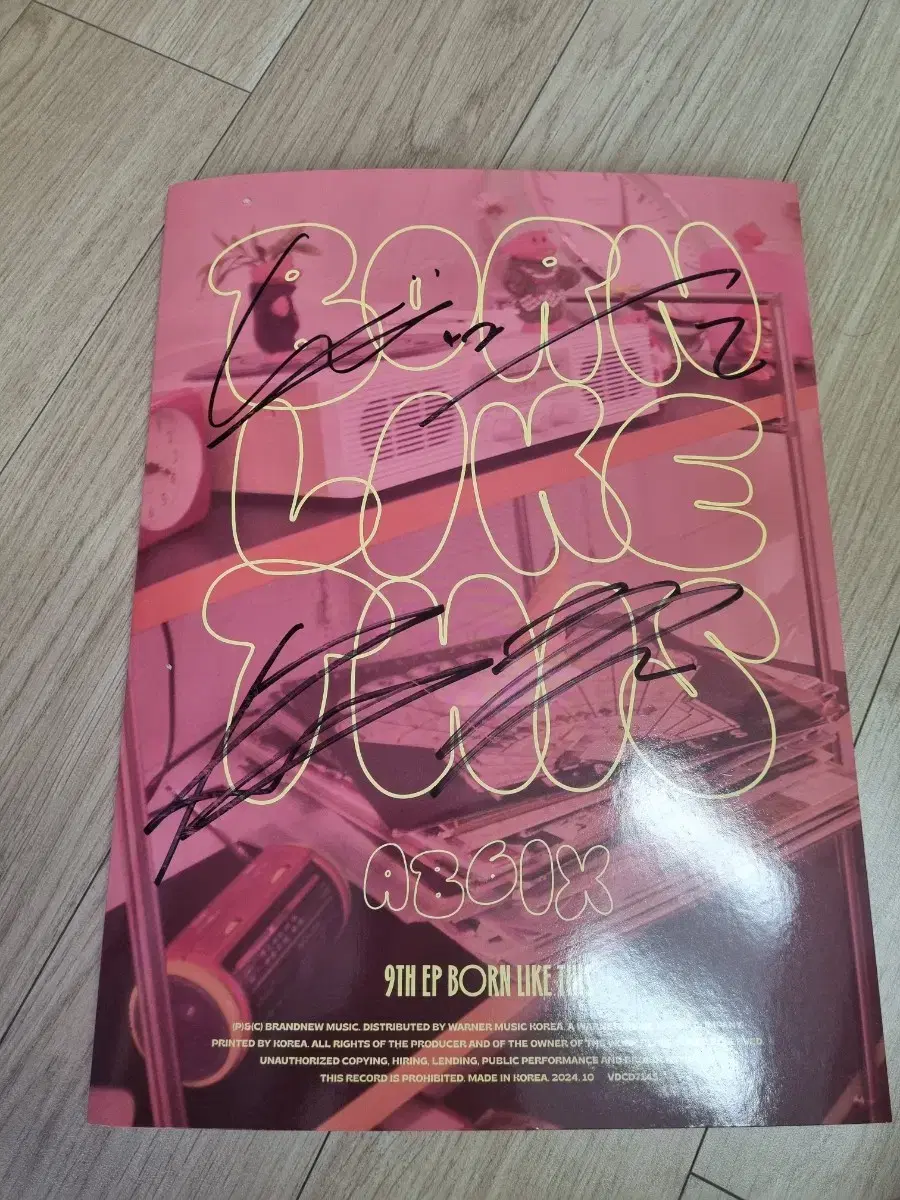 BORN
LIKE
THIS
AB6IX
9TH EP BORN LIKE THIS
(P)&(C) BRANDNEW MUSIC. DISTRIBUTED BY WARNER MUSIC KOREA. A
PRINTED BY KOREA. ALL RIGHTS OF THE PRODUCER AND OF THE OWNER OF THE
UNAUTHORIZED COPYING, HIRING, LENDING, PUBLIC PERFORMANCE AND
THIS RECORD IS PROHIBITED. MADE IN KOREA. 2024.10